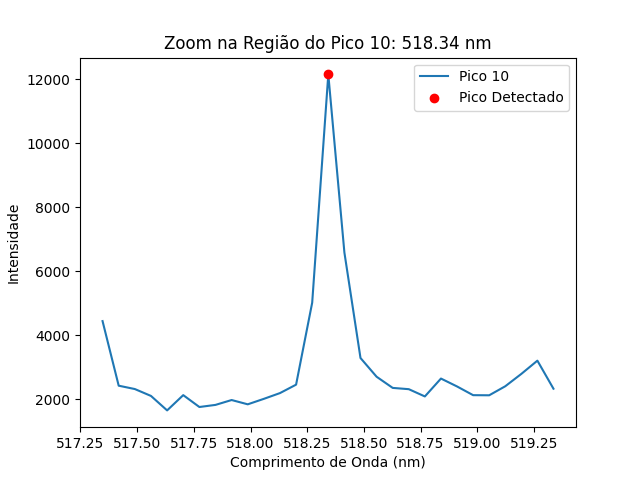 Zoom na Região do Pico 10: 518.34 nm
Pico 10
Pico Detectado
12000
10000
8000
6000
4000
2000
Intensidade
517.25 517.50 517.75 518.00 518.25 518.50 518.75 519.00 519.25
Comprimento de Onda (nm)